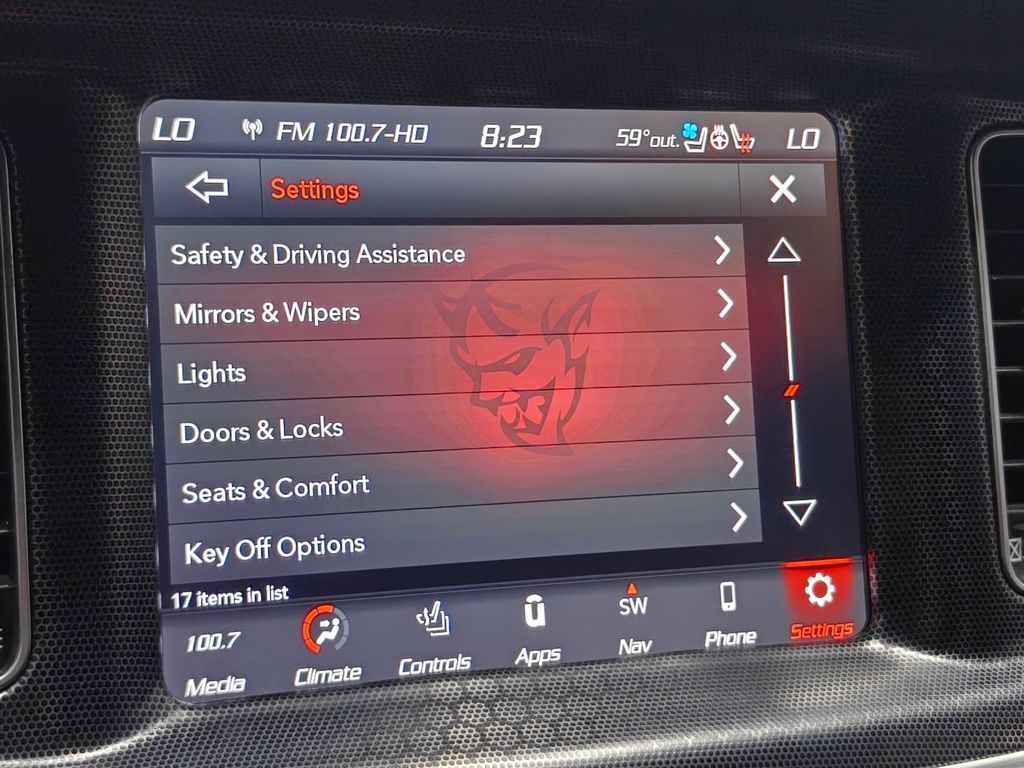 LO FM 100.7-HD 8:23 59°out. LO
Settings
Safety & Driving Assistance
Mirrors & Wipers
Lights
Doors & Locks
Seats & Comfort
Key Off Options
17 items in list
100.7 SW
Media Climate Controls Apps Nav Phone Settings